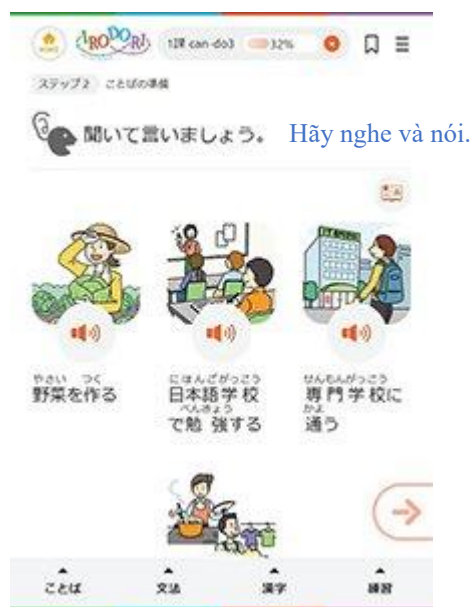 IRODORI 1課 can-do3 32%
ステップ2 ことばの準備
聞いて言いましょう。 Hãy nghe và nói.
やさい つく
野菜を作る
にほんごがっこう
日本語学校
べんきょう
で勉強する
せんもんがっこう
専門学校に
かよ
通う
ことば 文法 漢字 練習